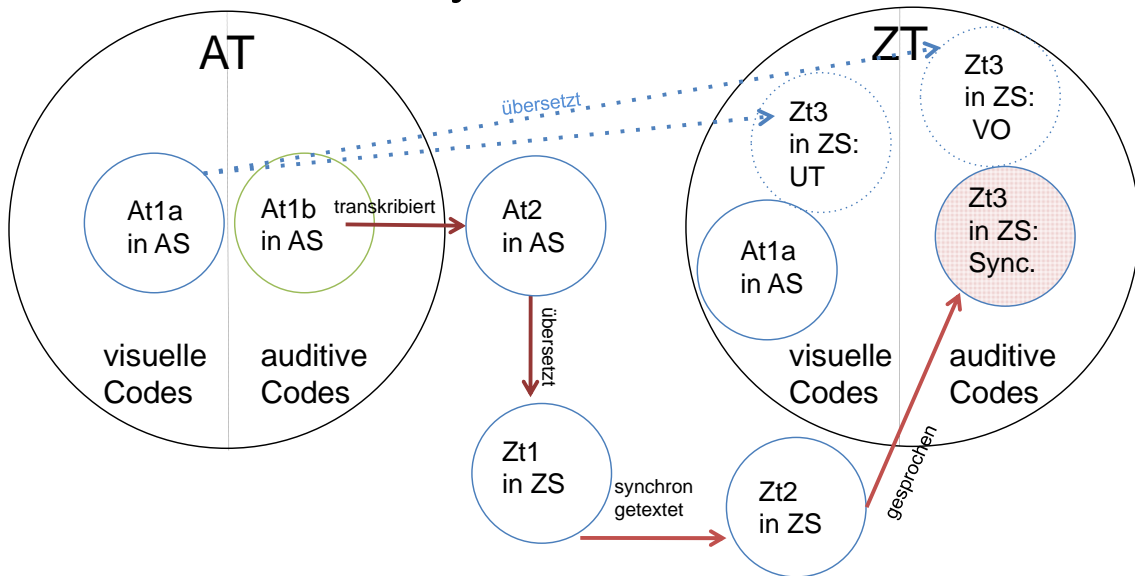 AT
At1a
in AS
At1b
in AS
visuelle
Codes
auditive
Codes
transkribiert
übersetzt
At2
in AS
übersetzt
Zt1
in ZS
synchron
getextet
Zt2
in ZS
gesprochen
ZT
Zt3
in ZS:
UT
Zt3
in ZS:
VO
Zt3
in ZS:
Sync.
At1a
in AS
visuelle
Codes
auditive
Codes